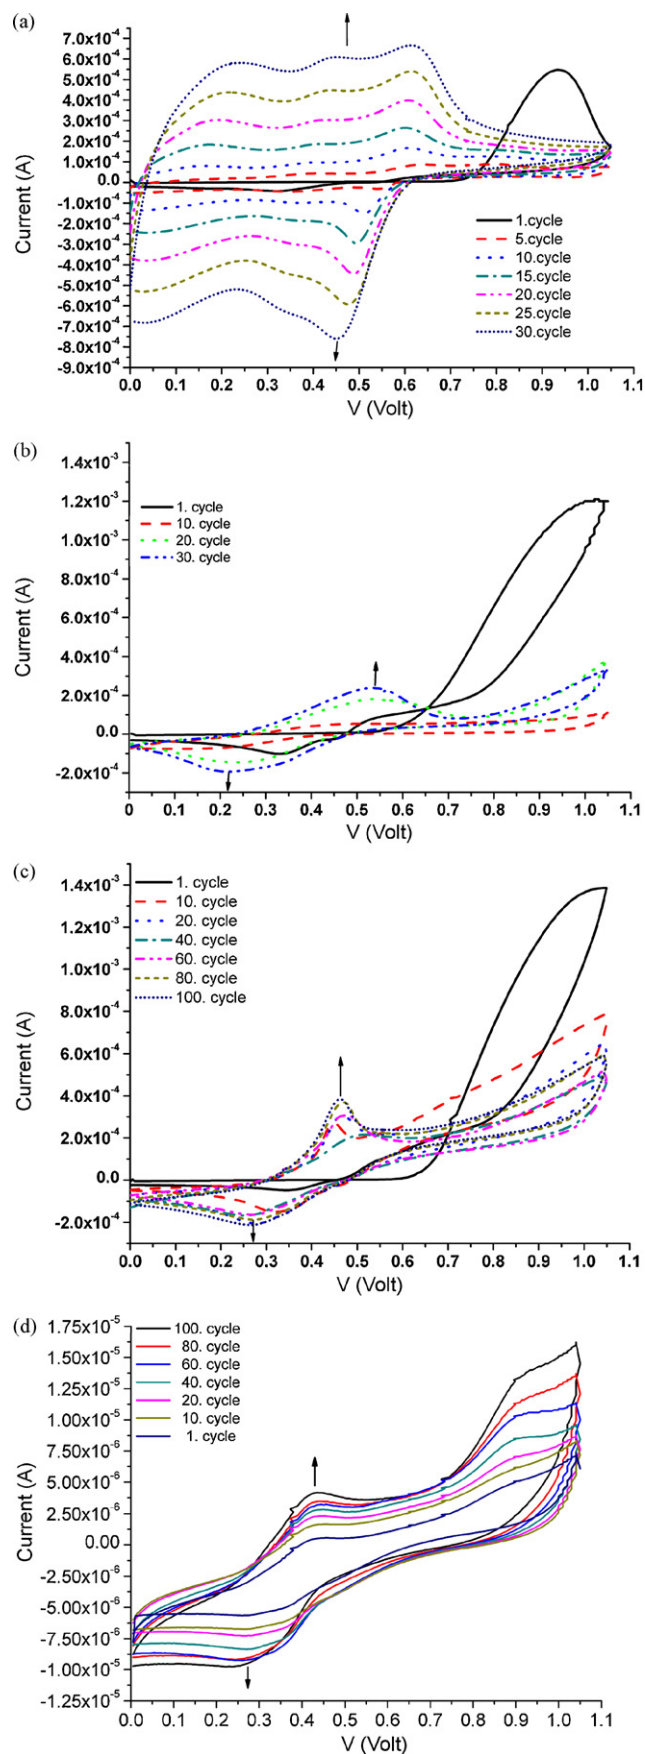 (a)
7.0x10⁻⁴
6.0x10⁻⁴
5.0x10⁻⁴
4.0x10⁻⁴
3.0x10⁻⁴
2.0x10⁻⁴
1.0x10⁻⁴
0.0
-1.0x10⁻⁴
-2.0x10⁻⁴
-3.0x10⁻⁴
-4.0x10⁻⁴
-5.0x10⁻⁴
-6.0x10⁻⁴
-7.0x10⁻⁴
-8.0x10⁻⁴
-9.0x10⁻⁴
Current (A)
1.cycle
5.cycle
10.cycle
15.cycle
20.cycle
25.cycle
30.cycle
0.0 0.1 0.2 0.3 0.4 0.5 0.6 0.7 0.8 0.9 1.0 1.1
V (Volt)
(b)
1.4x10⁻³
1.2x10⁻³
1.0x10⁻³
8.0x10⁻⁴
6.0x10⁻⁴
4.0x10⁻⁴
2.0x10⁻⁴
0.0
-2.0x10⁻⁴
Current (A)
1. cycle
10. cycle
20. cycle
30. cycle
0.0 0.1 0.2 0.3 0.4 0.5 0.6 0.7 0.8 0.9 1.0 1.1
V (Volt)
(c)
1.4x10⁻³
1.2x10⁻³
1.0x10⁻³
8.0x10⁻⁴
6.0x10⁻⁴
4.0x10⁻⁴
2.0x10⁻⁴
0.0
-2.0x10⁻⁴
Current (A)
1. cycle
10. cycle
20. cycle
40. cycle
60. cycle
80. cycle
100. cycle
0.0 0.1 0.2 0.3 0.4 0.5 0.6 0.7 0.8 0.9 1.0 1.1
V (Volt)
(d)
1.75x10⁻⁵
1.50x10⁻⁵
1.25x10⁻⁵
1.00x10⁻⁵
7.50x10⁻⁶
5.00x10⁻⁶
2.50x10⁻⁶
0.00
-2.50x10⁻⁶
-5.00x10⁻⁶
-7.50x10⁻⁶
-1.00x10⁻⁵
-1.25x10⁻⁵
Current (A)
100. cycle
80. cycle
60. cycle
40. cycle
20. cycle
10. cycle
1. cycle
0.0 0.1 0.2 0.3 0.4 0.5 0.6 0.7 0.8 0.9 1.0 1.1
V (Volt)